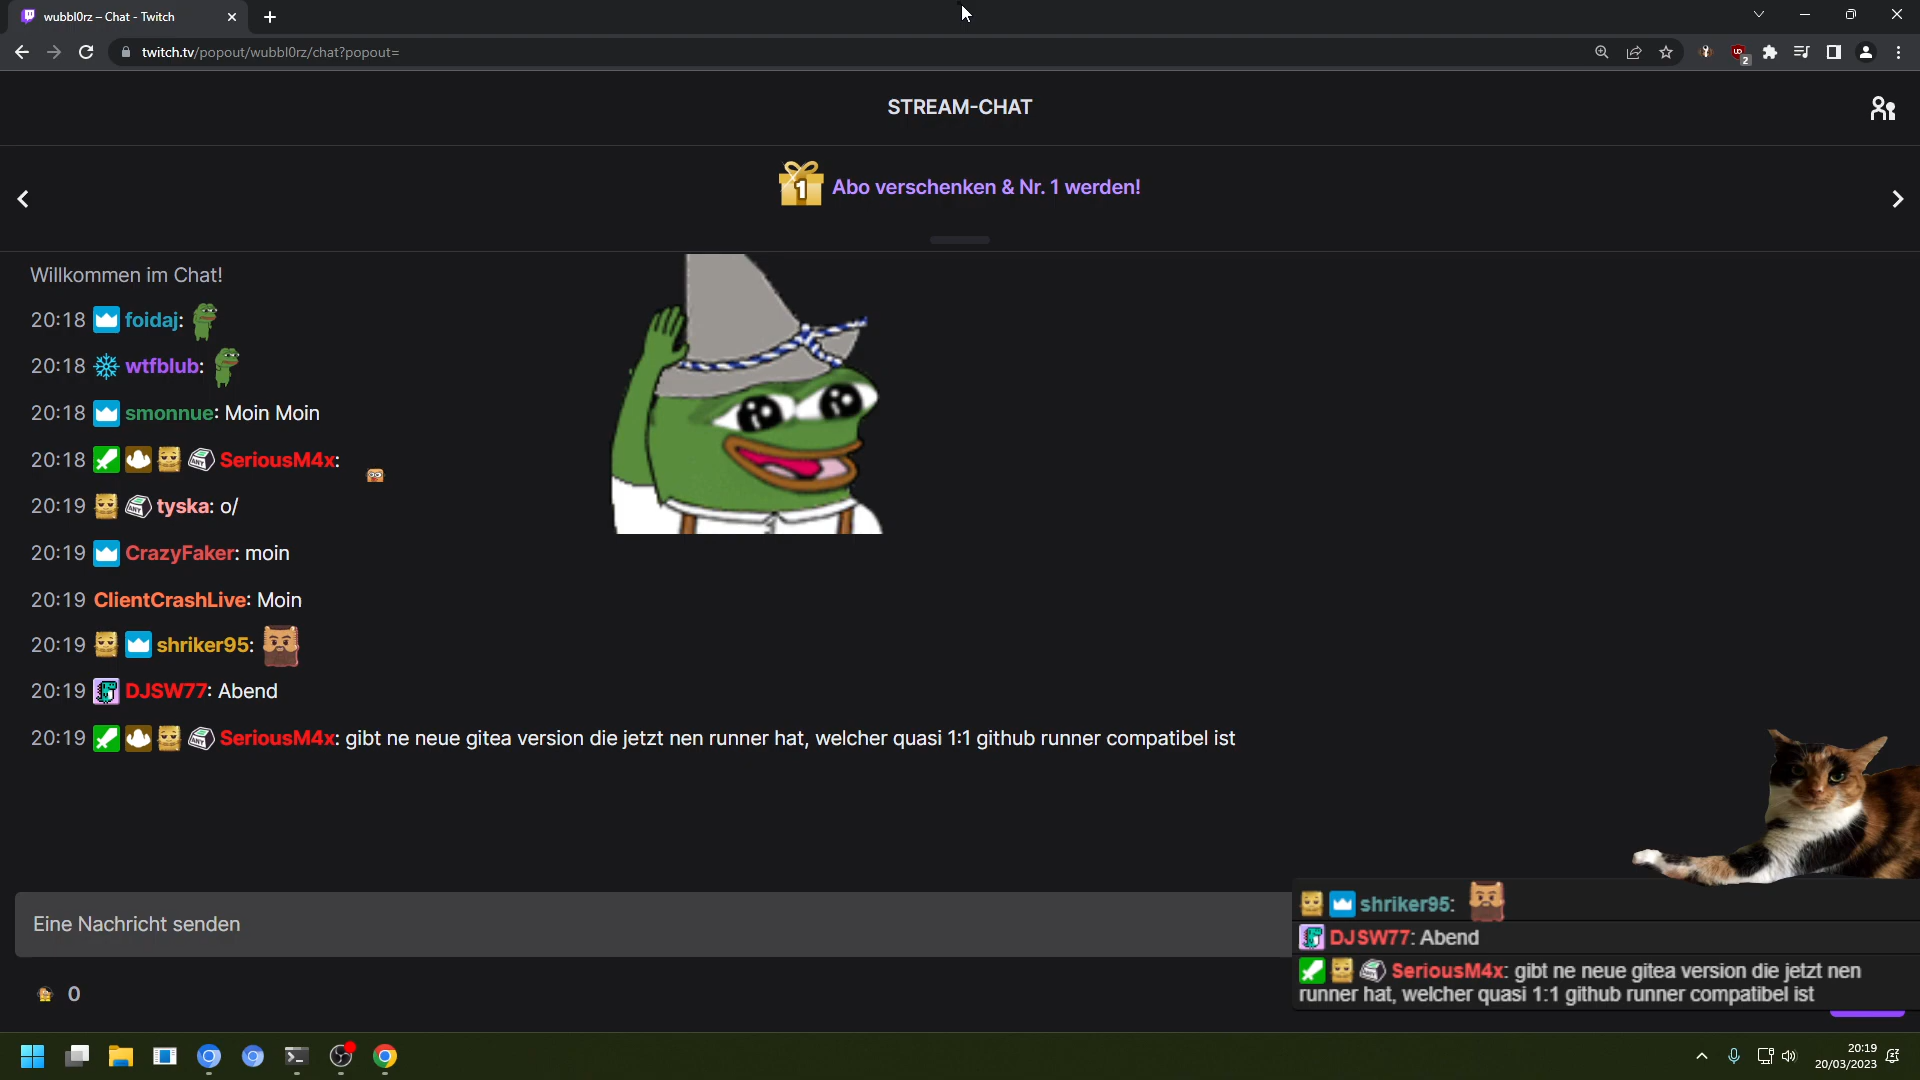 wubbl0rz – Chat - Twitch
twitch.tv/popout/wubbl0rz/chat?popout=
2
STREAM-CHAT
1 Abo verschenken & Nr. 1 werden!
Willkommen im Chat!
20:18 foidaj:
20:18 wtfblub:
20:18 smonnue: Moin Moin
20:18 SeriousM4x:
20:19 tyska: o/
20:19 CrazyFaker: moin
20:19 ClientCrashLive: Moin
20:19 shriker95:
20:19 DJSW77: Abend
20:19 SeriousM4x: gibt ne neue gitea version die jetzt nen runner hat, welcher quasi 1:1 github runner compatibel ist
Eine Nachricht senden
0
shriker95:
DJSW77: Abend
SeriousM4x: gibt ne neue gitea version die jetzt nen
runner hat, welcher quasi 1:1 github runner compatibel ist
20:19
20/03/2023